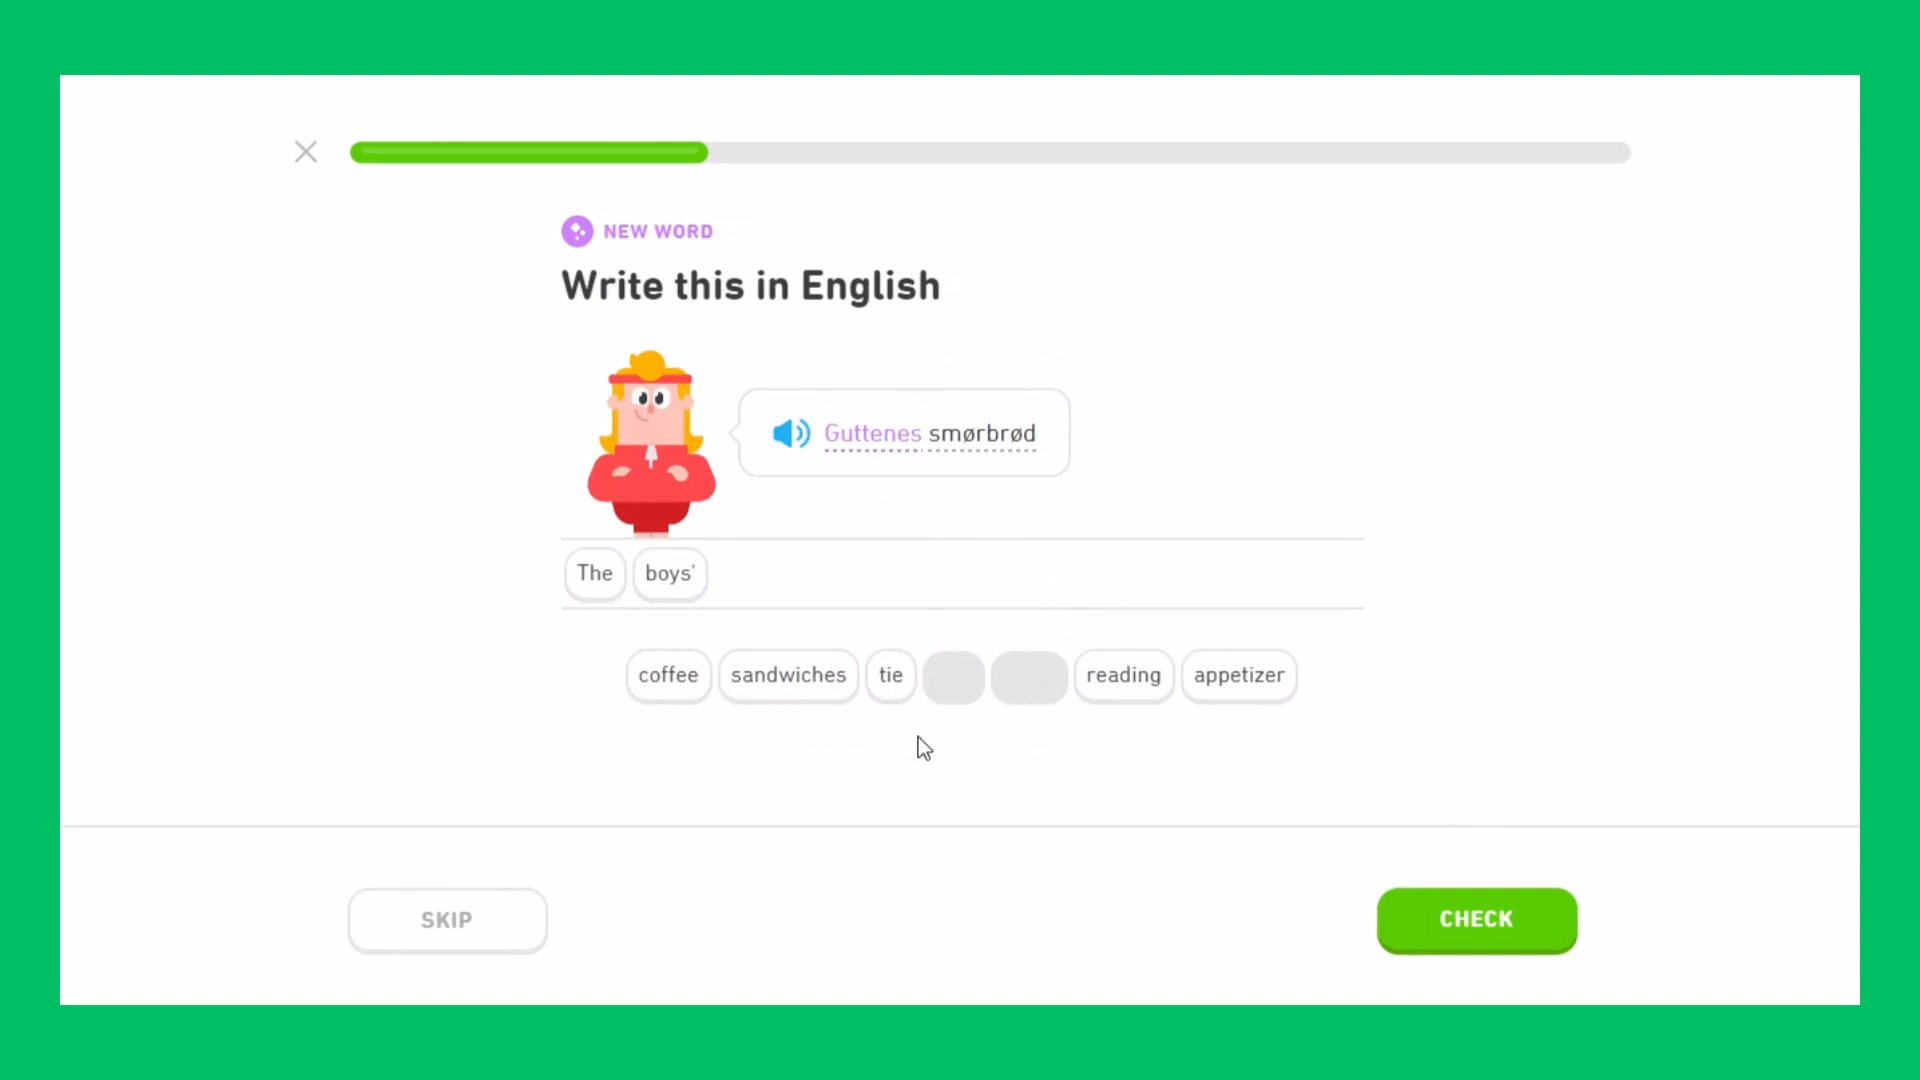 NEW WORD
Write this in English
Guttenes smørbrød
The boys'
coffee sandwiches tie reading appetizer
SKIP CHECK